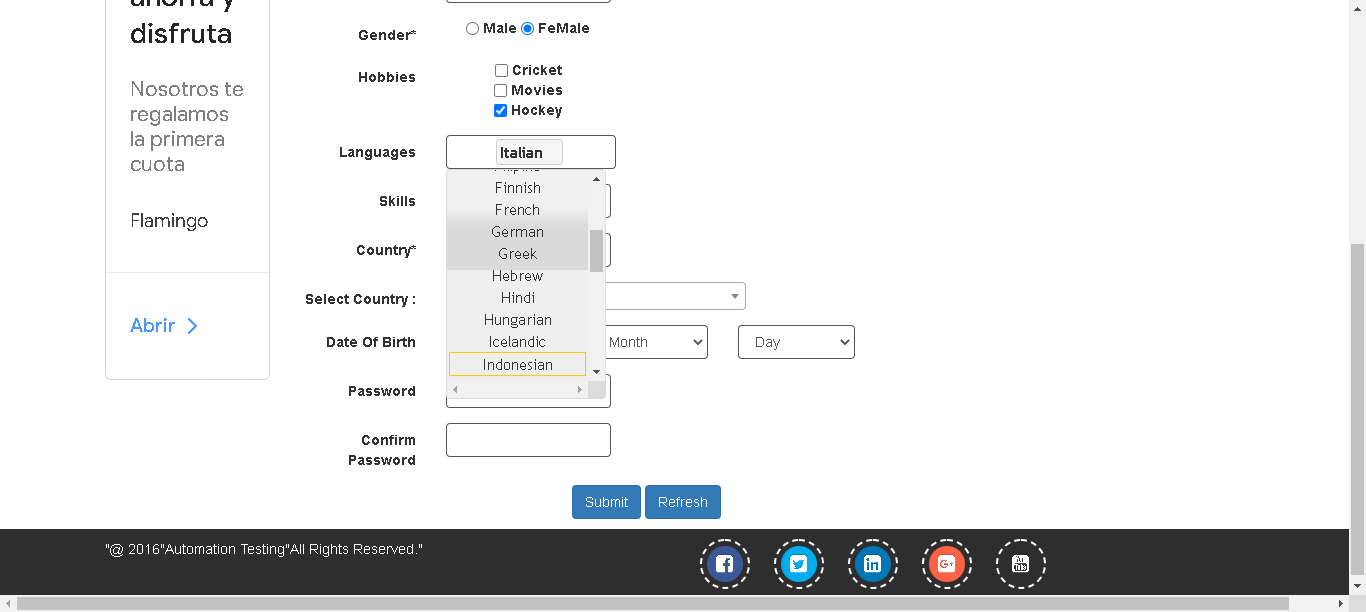 ahorra y
disfruta
Nosotros te
regalamos
la primera
cuota
Flamingo
Abrir
Gender*
Male FeMale
Hobbies
Cricket
Movies
Hockey
Languages
Italian
Finnish
French
German
Greek
Hebrew
Hindi
Hungarian
Icelandic
Indonesian
Skills
Country*
Select Country :
Date Of Birth
Month
Day
Password
Confirm
Password
Submit
Refresh
"@ 2016"Automation Testing"All Rights Reserved."